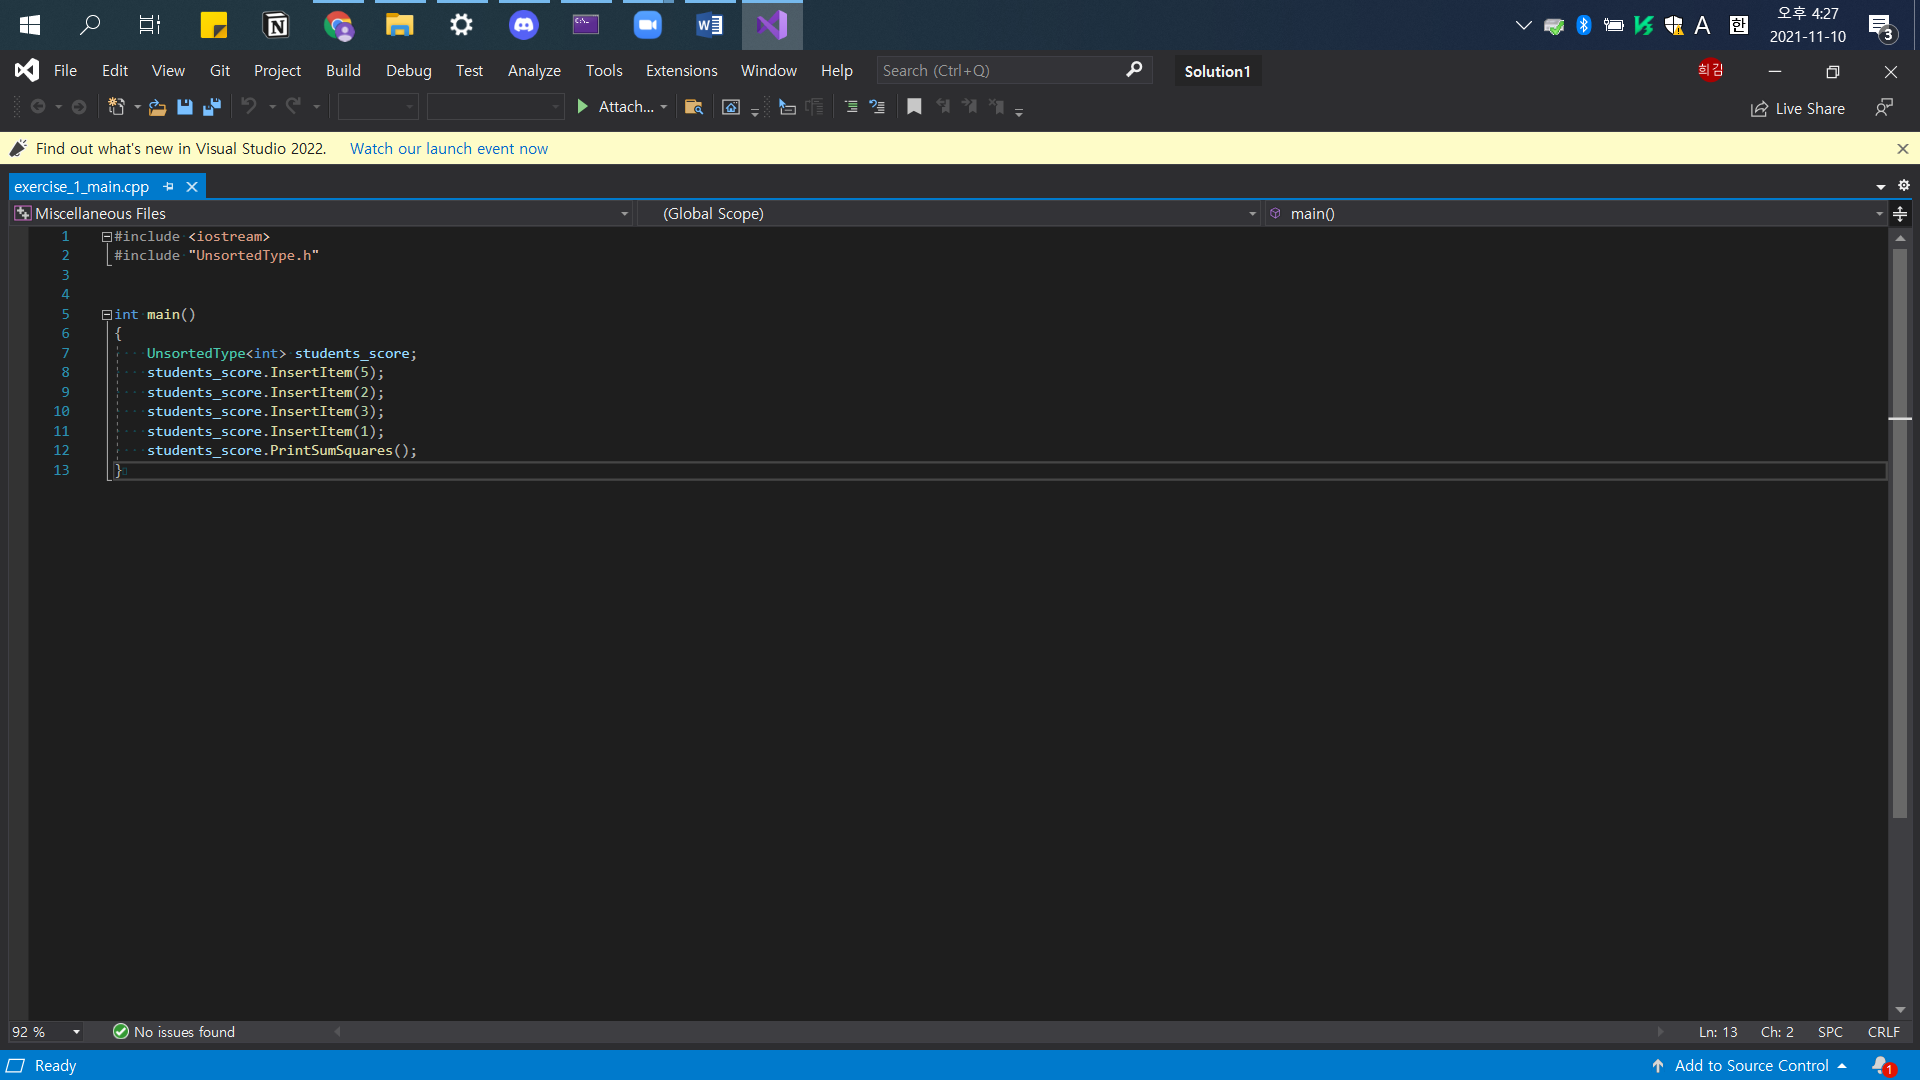 오후 4:27
A
한
2021-11-10
3
File Edit View Git Project Build Debug Test Analyze Tools Extensions Window Help Search (Ctrl+Q) Solution1
희김
Attach...
Live Share
Find out what's new in Visual Studio 2022. Watch our launch event now
exercise_1_main.cpp
Miscellaneous Files (Global Scope) main()
1 #include <iostream>
2 #include "UnsortedType.h"
3
4
5 int main()
6 {
7 UnsortedType<int> students_score;
8 students_score.InsertItem(5);
9 students_score.InsertItem(2);
10 students_score.InsertItem(3);
11 students_score.InsertItem(1);
12 students_score.PrintSumSquares();
13 }
92 % No issues found Ln: 13 Ch: 2 SPC CRLF
Ready Add to Source Control 1